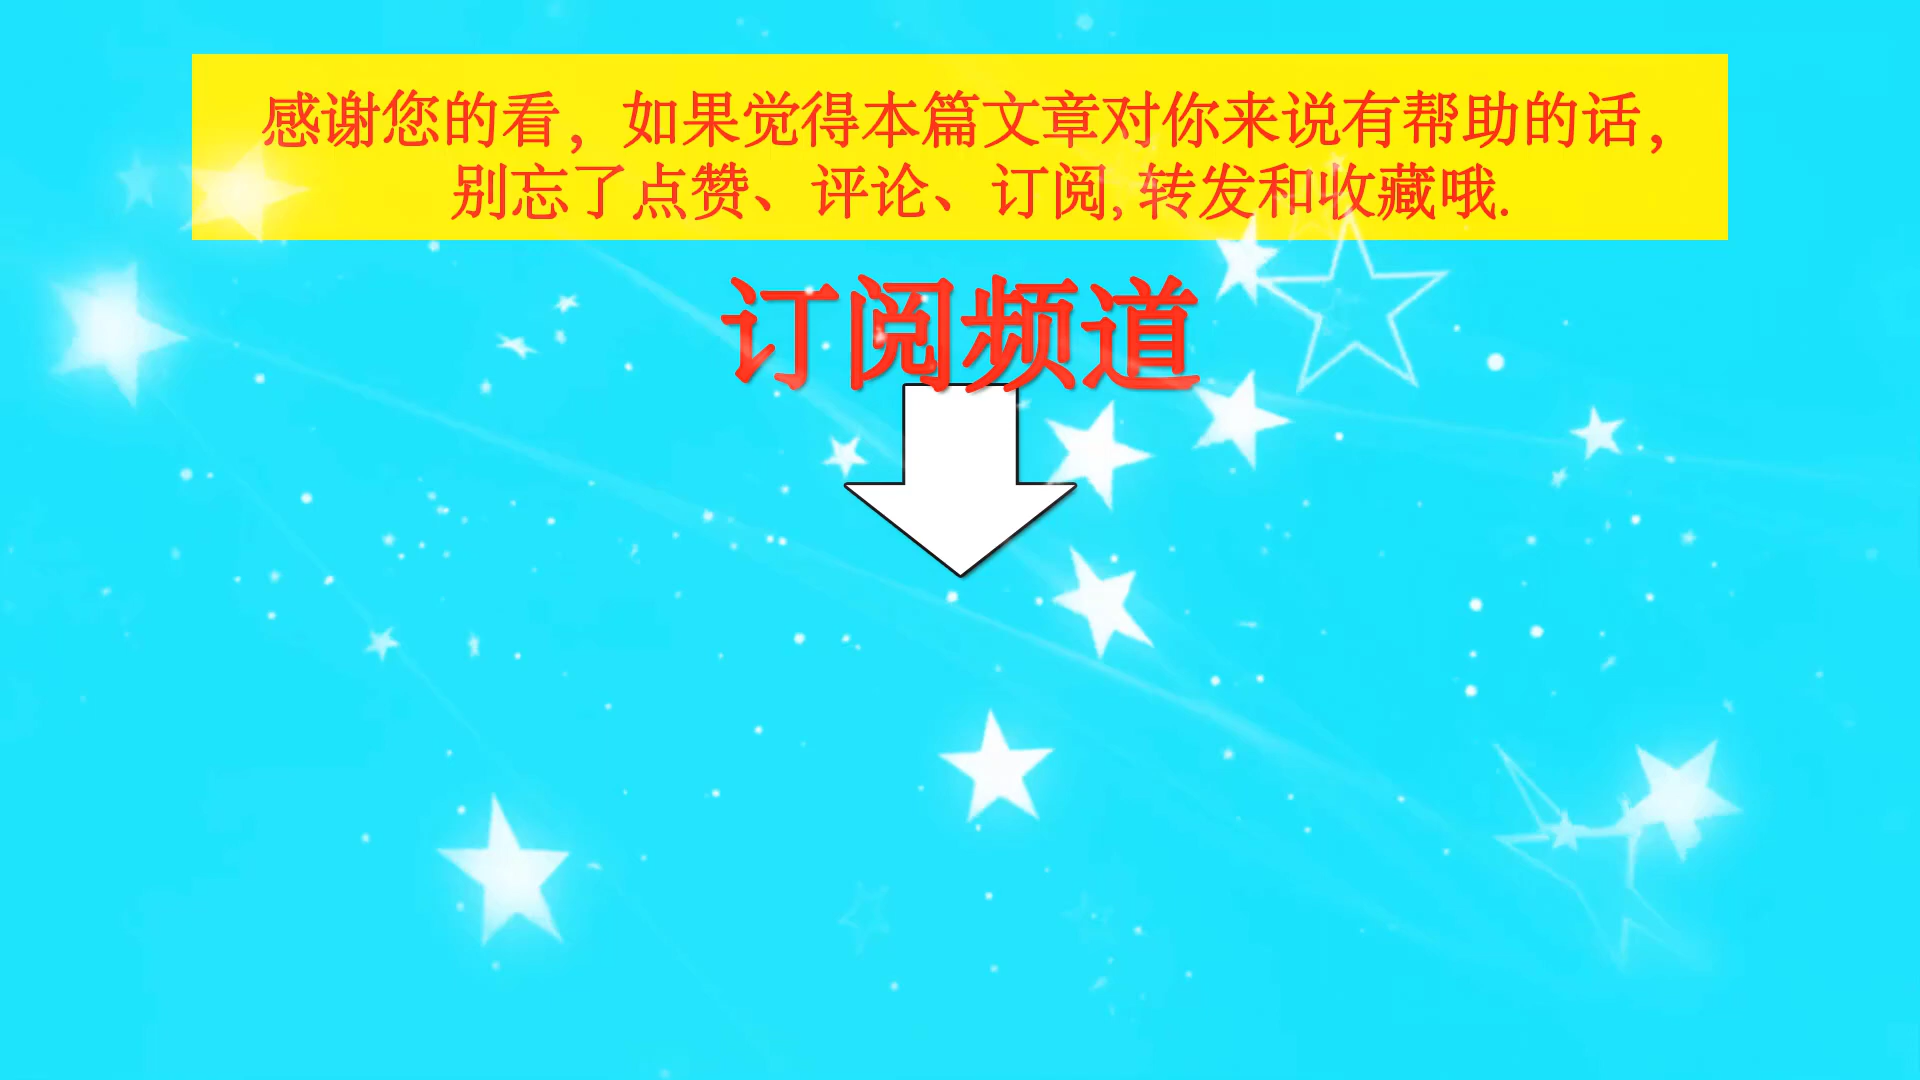 感谢您的看，如果觉得本篇文章对你来说有帮助的话，
别忘了点赞、评论、订阅,转发和收藏哦.
订阅频道